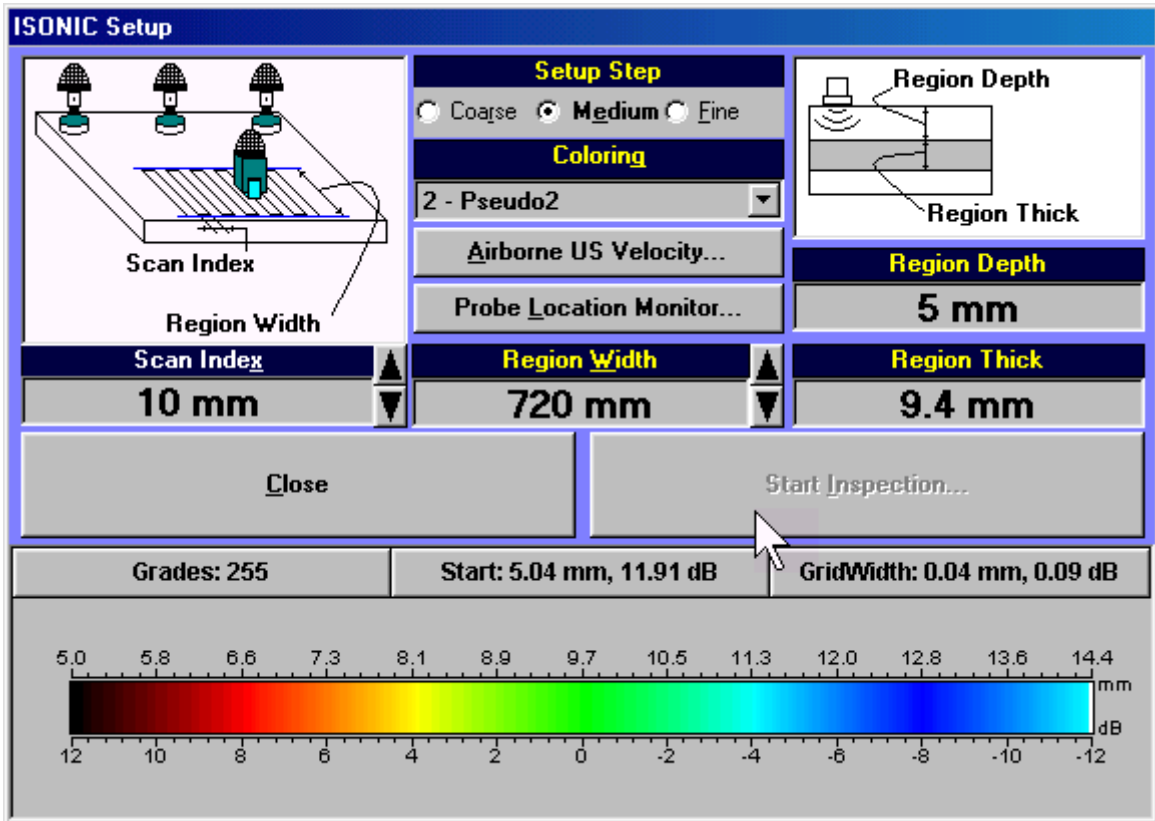 ISONIC Setup
Scan Index
Region Width
Setup Step
Coarse Medium Fine
Coloring
2 - Pseudo2
Airborne US Velocity...
Probe Location Monitor...
Region Depth
Region Thick
Region Depth
5 mm
Scan Index
10 mm
Region Width
720 mm
Region Thick
9.4 mm
Close
Start Inspection...
Grades: 255
Start: 5.04 mm, 11.91 dB
GridWidth: 0.04 mm, 0.09 dB
5.0 5.8 6.6 7.3 8.1 8.9 9.7 10.5 11.3 12.0 12.8 13.6 14.4
mm
dB
12 10 8 6 4 2 0 -2 -4 -6 -8 -10 -12